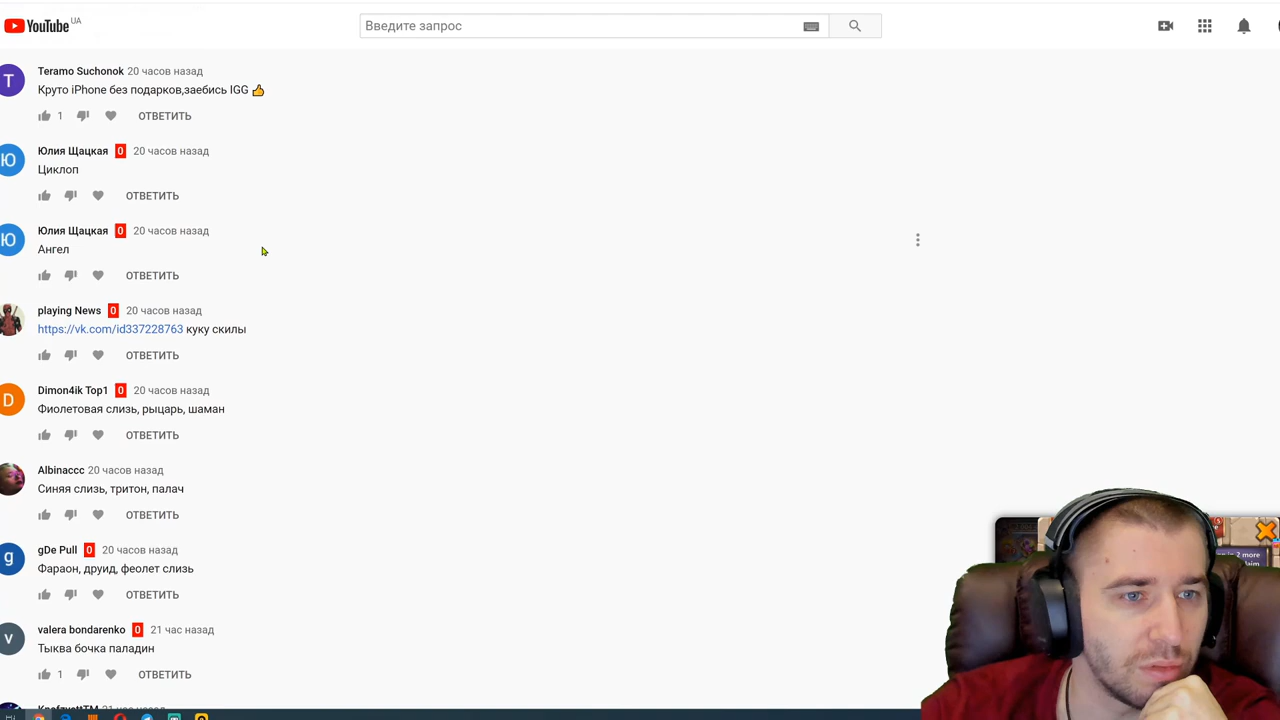 YouTube UA
Введите запрос
T
Teramo Suchonok 20 часов назад
Круто iPhone без подарков,заебись IGG 👍
1 ОТВЕТИТЬ
Ю
Юлия Щацкая 0 20 часов назад
Циклоп
ОТВЕТИТЬ
Ю
Юлия Щацкая 0 20 часов назад
Ангел
ОТВЕТИТЬ
playing News 0 20 часов назад
https://vk.com/id337228763 куку скилы
ОТВЕТИТЬ
D
Dimon4ik Top1 0 20 часов назад
Фиолетовая слизь, рыцарь, шаман
ОТВЕТИТЬ
Albinaccc 20 часов назад
Синяя слизь, тритон, палач
ОТВЕТИТЬ
g
gDe Pull 0 20 часов назад
Фараон, друид, феолет слизь
ОТВЕТИТЬ
v
valera bondarenko 0 21 час назад
Тыква бочка паладин
1 ОТВЕТИТЬ
in 2 more